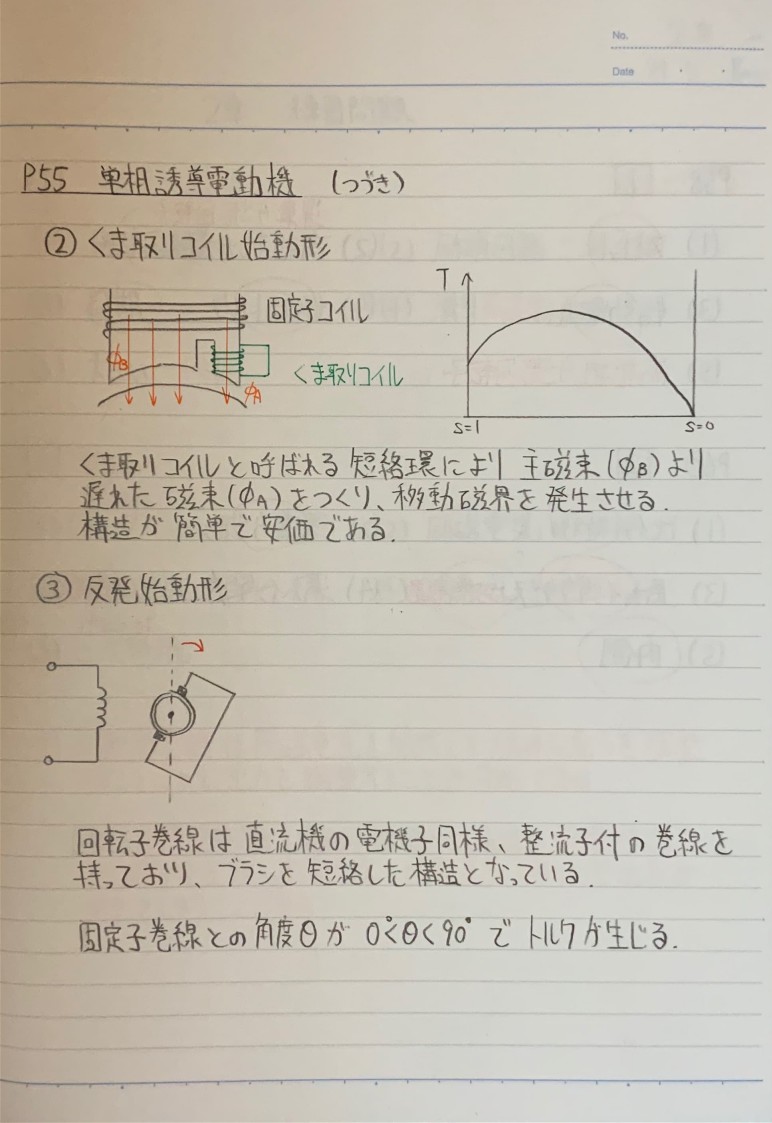 No.
Date
P55 単相誘導電動機 (つづき)
② くま取りコイル始動形
固定子コイル
くま取りコイル
φB
φA
T
S=1
S=0
くま取りコイルと呼ばれる短絡環により主磁束(φB)より
遅れた磁束(φA)をつくり、移動磁界を発生させる.
構造が簡単で安価である.
③ 反発始動形
回転子巻線は直流機の電機子同様、整流子付の巻線を
持っており、ブラシを短絡した構造となっている.
固定子巻線との角度θが 0°<θ<90° でトルクが生じる.